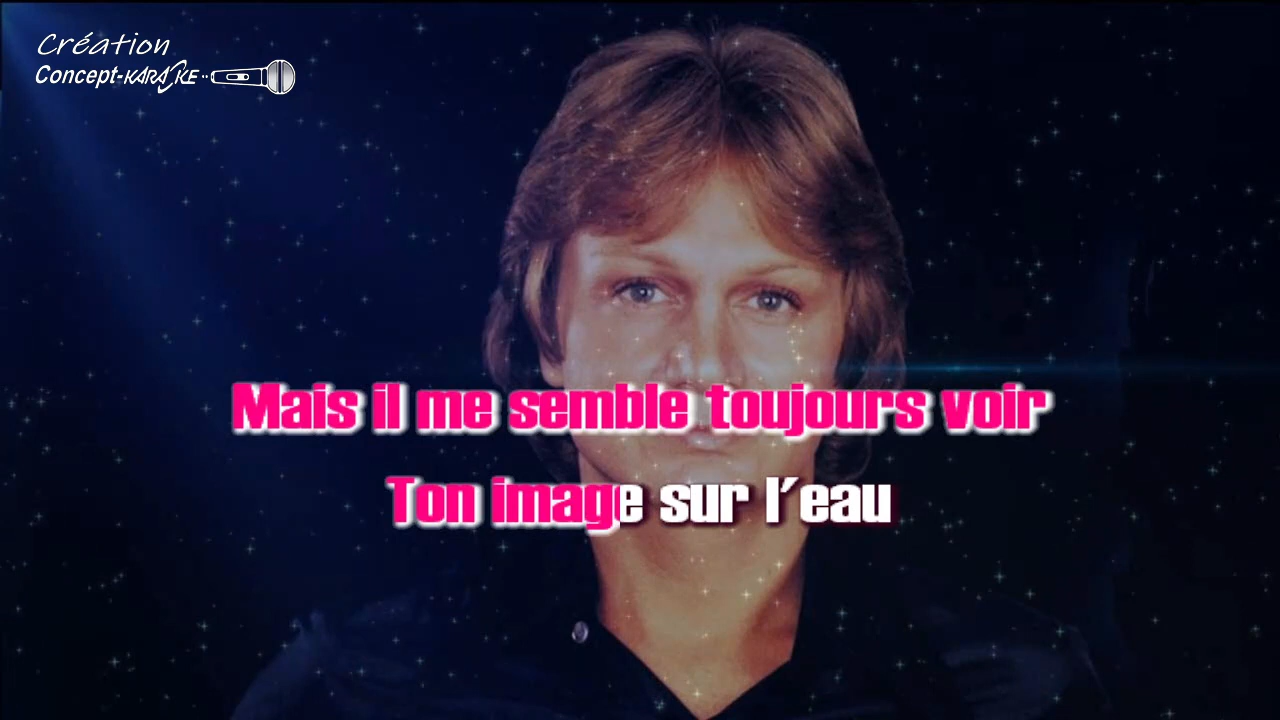 Création
Concept-KARAOKE
Mais il me semble toujours voir
Ton image sur l'eau